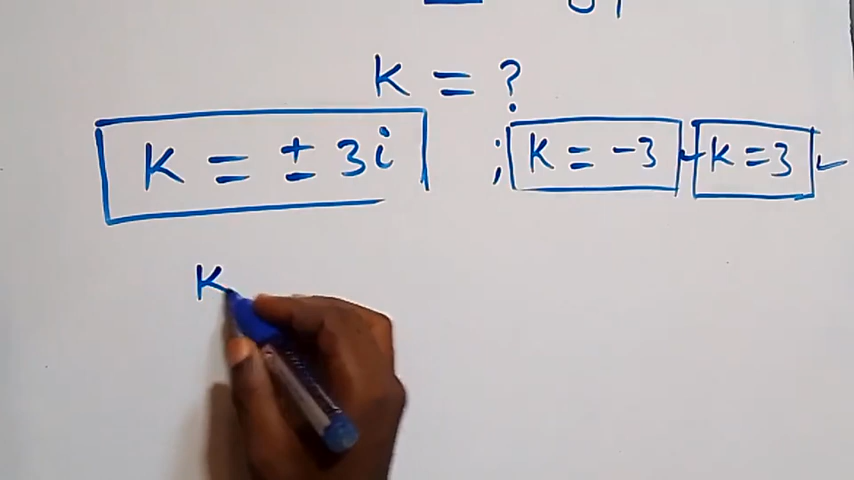 K = ?
K = ± 3i ; K = -3 K = 3
K